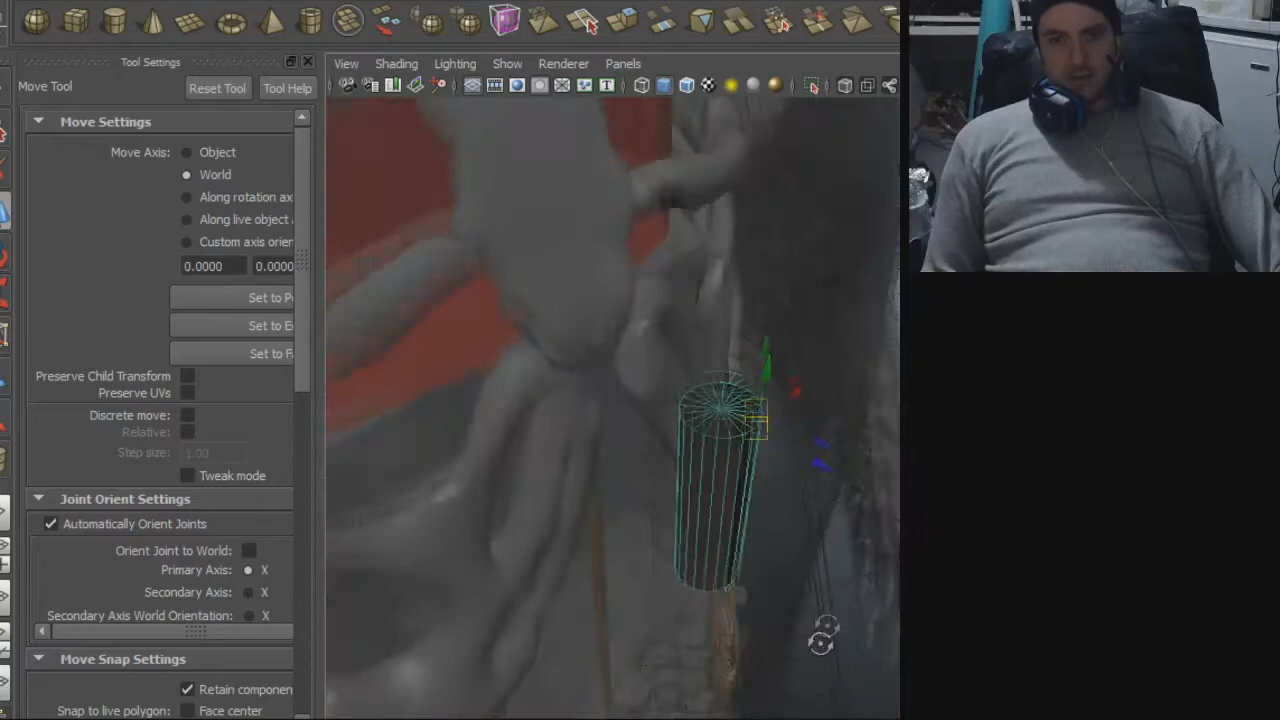 Tool Settings
View Shading Lighting Show Renderer Panels
Move Tool
Reset Tool
Tool Help
Move Settings
Move Axis: Object
World
Along rotation ax
Along live object
Custom axis orien
0.0000 0.0000
Set to P
Set to E
Set to F
Preserve Child Transform
Preserve UVs
Discrete move:
Relative:
Step size: 1.00
Tweak mode
Joint Orient Settings
Automatically Orient Joints
Orient Joint to World:
Primary Axis: X
Secondary Axis: X
Secondary Axis World Orientation: X
Move Snap Settings
Retain componen
Snap to live polygon: Face center